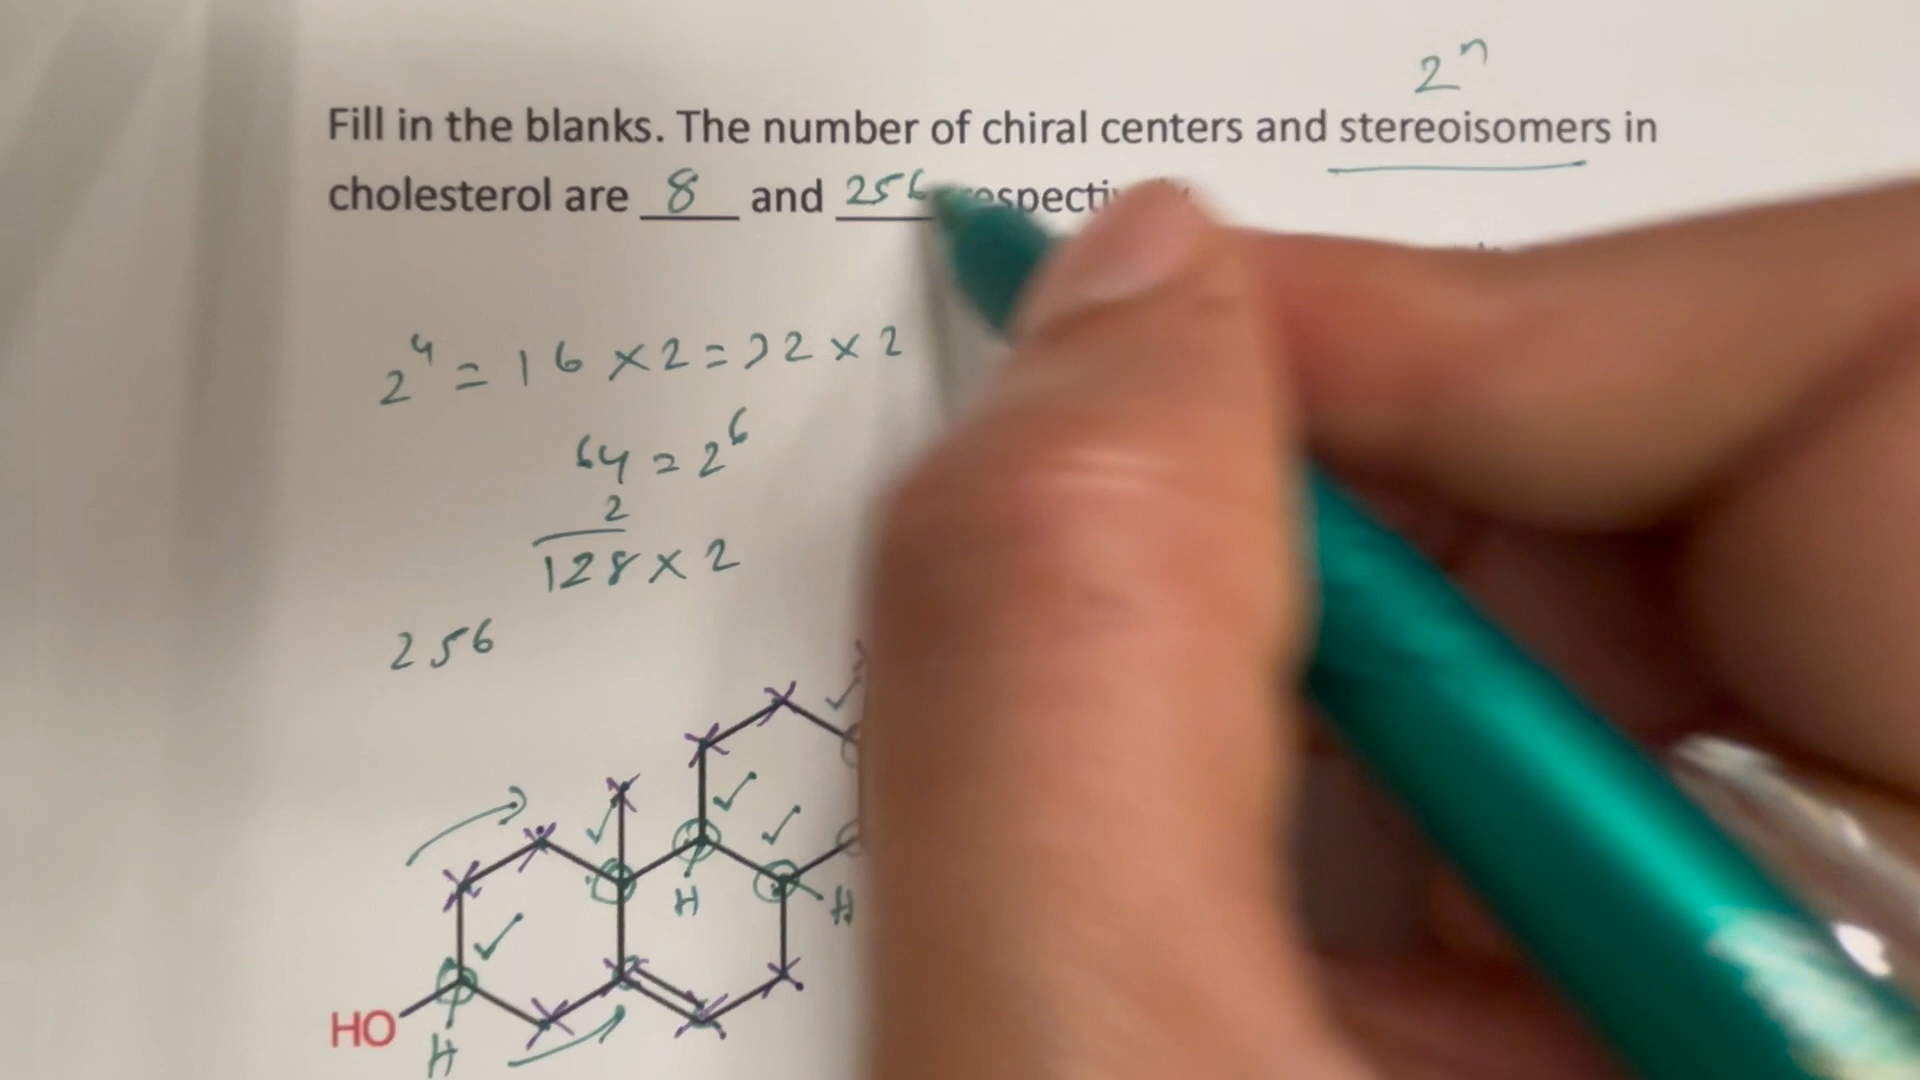 2ⁿ
Fill in the blanks. The number of chiral centers and stereoisomers in
cholesterol are 8 and 256
2⁴ = 16 × 2 = 32 × 2
64 = 2⁶
2
128 × 2
256
H
H
HO
H